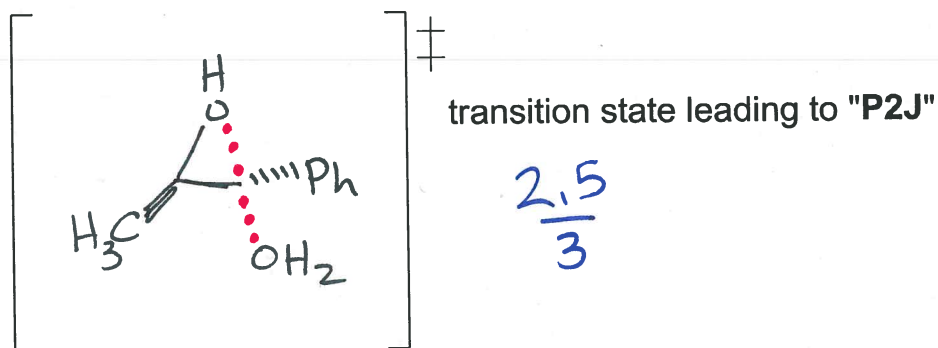 ‡
H
O
transition state leading to "P2J"
Ph
H₃C
OH₂
2.5
3